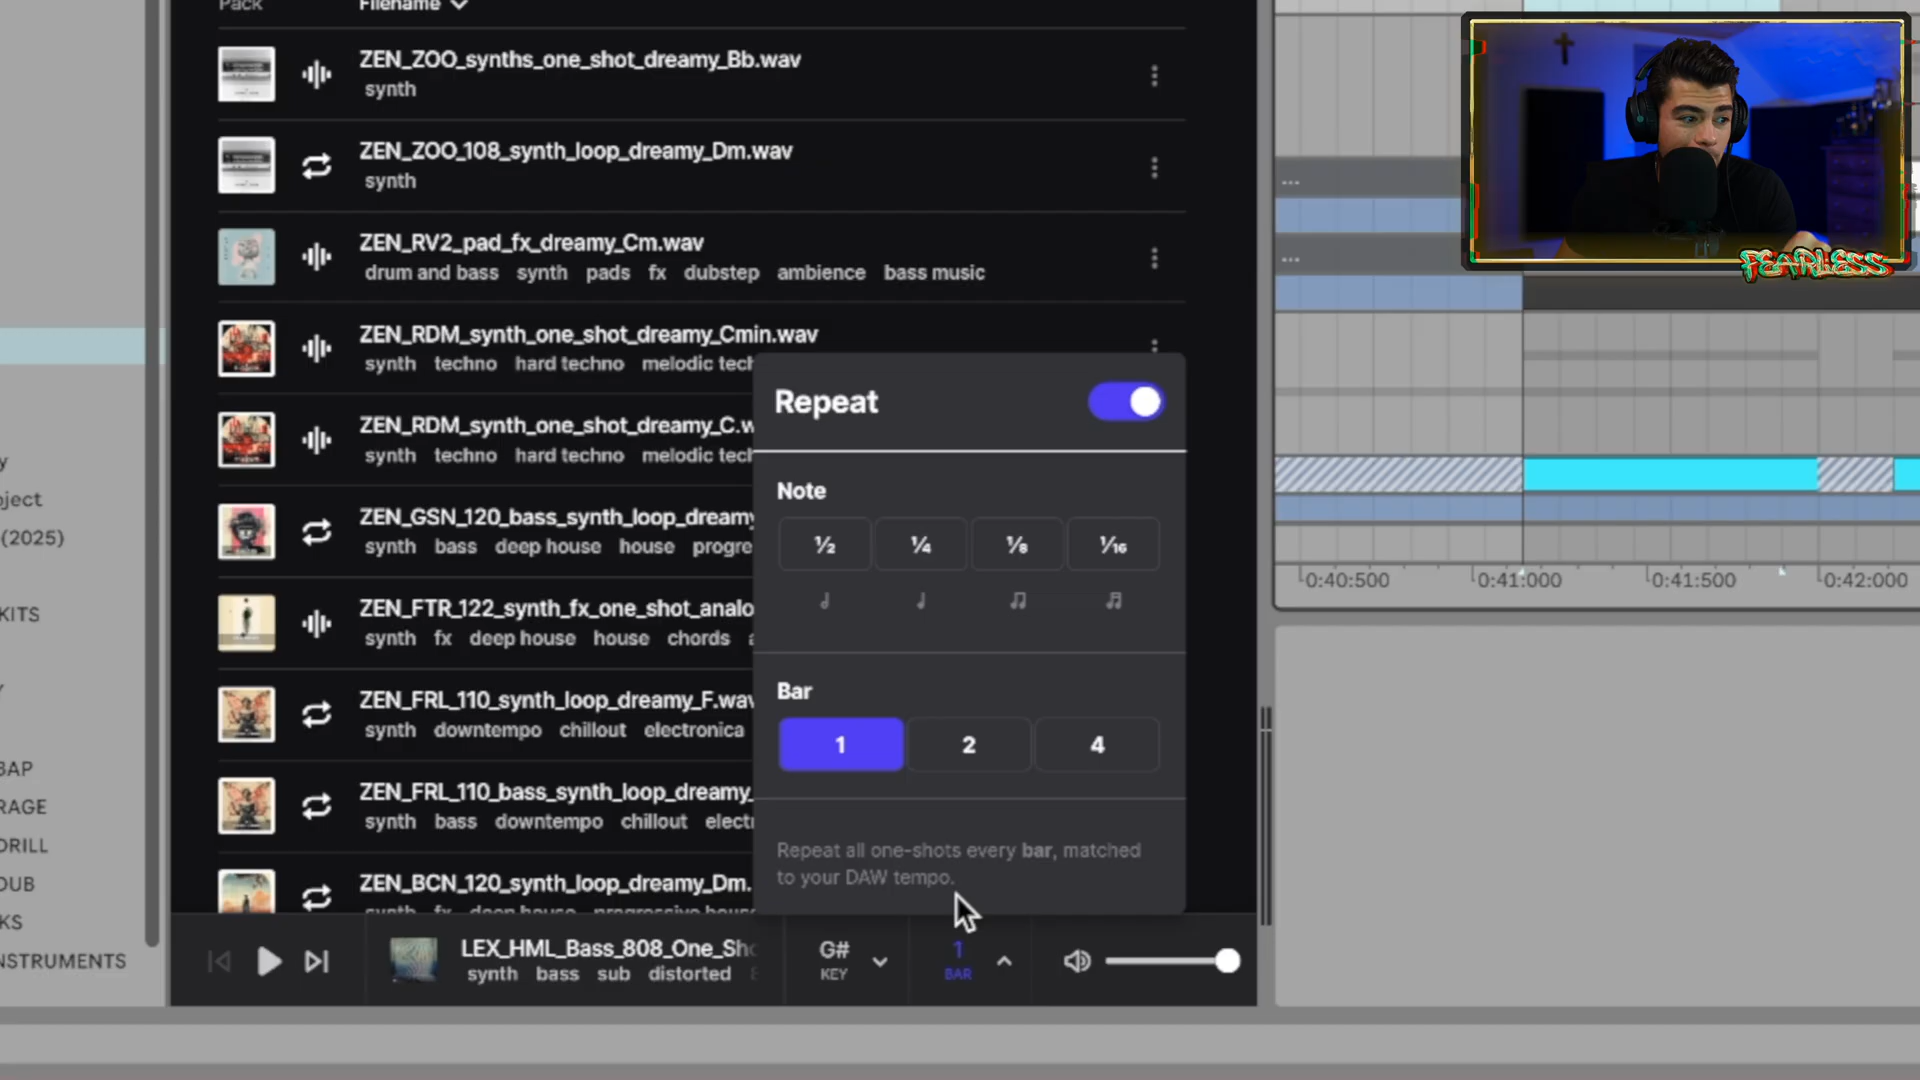 Pack Filename
ZEN_ZOO_synths_one_shot_dreamy_Bb.wav
synth
ZEN_ZOO_108_synth_loop_dreamy_Dm.wav
synth
ZEN_RV2_pad_fx_dreamy_Cm.wav
drum and bass synth pads fx dubstep ambience bass music
ZEN_RDM_synth_one_shot_dreamy_Cmin.wav
synth techno hard techno melodic tech
ZEN_RDM_synth_one_shot_dreamy_C.w
synth techno hard techno melodic tech
ZEN_GSN_120_bass_synth_loop_dreamy
synth bass deep house house progre
ZEN_FTR_122_synth_fx_one_shot_analo
synth fx deep house house chords
ZEN_FRL_110_synth_loop_dreamy_F.wav
synth downtempo chillout electronica
ZEN_FRL_110_bass_synth_loop_dreamy_
synth bass downtempo chillout electr
ZEN_BCN_120_synth_loop_dreamy_Dm.
synth fx deep house progressive house
Repeat
Note
1/2 1/4 1/8 1/16
Bar
1 2 4
Repeat all one-shots every bar, matched
to your DAW tempo.
LEX_HML_Bass_808_One_Sho
synth bass sub distorted
G#
KEY
1
BAR
y
oject
(2025)
KITS
Y
BAP
RAGE
DRILL
DUB
KS
NSTRUMENTS
...
...
0:40:500 0:41:000 0:41:500 0:42:000
FEARLESS